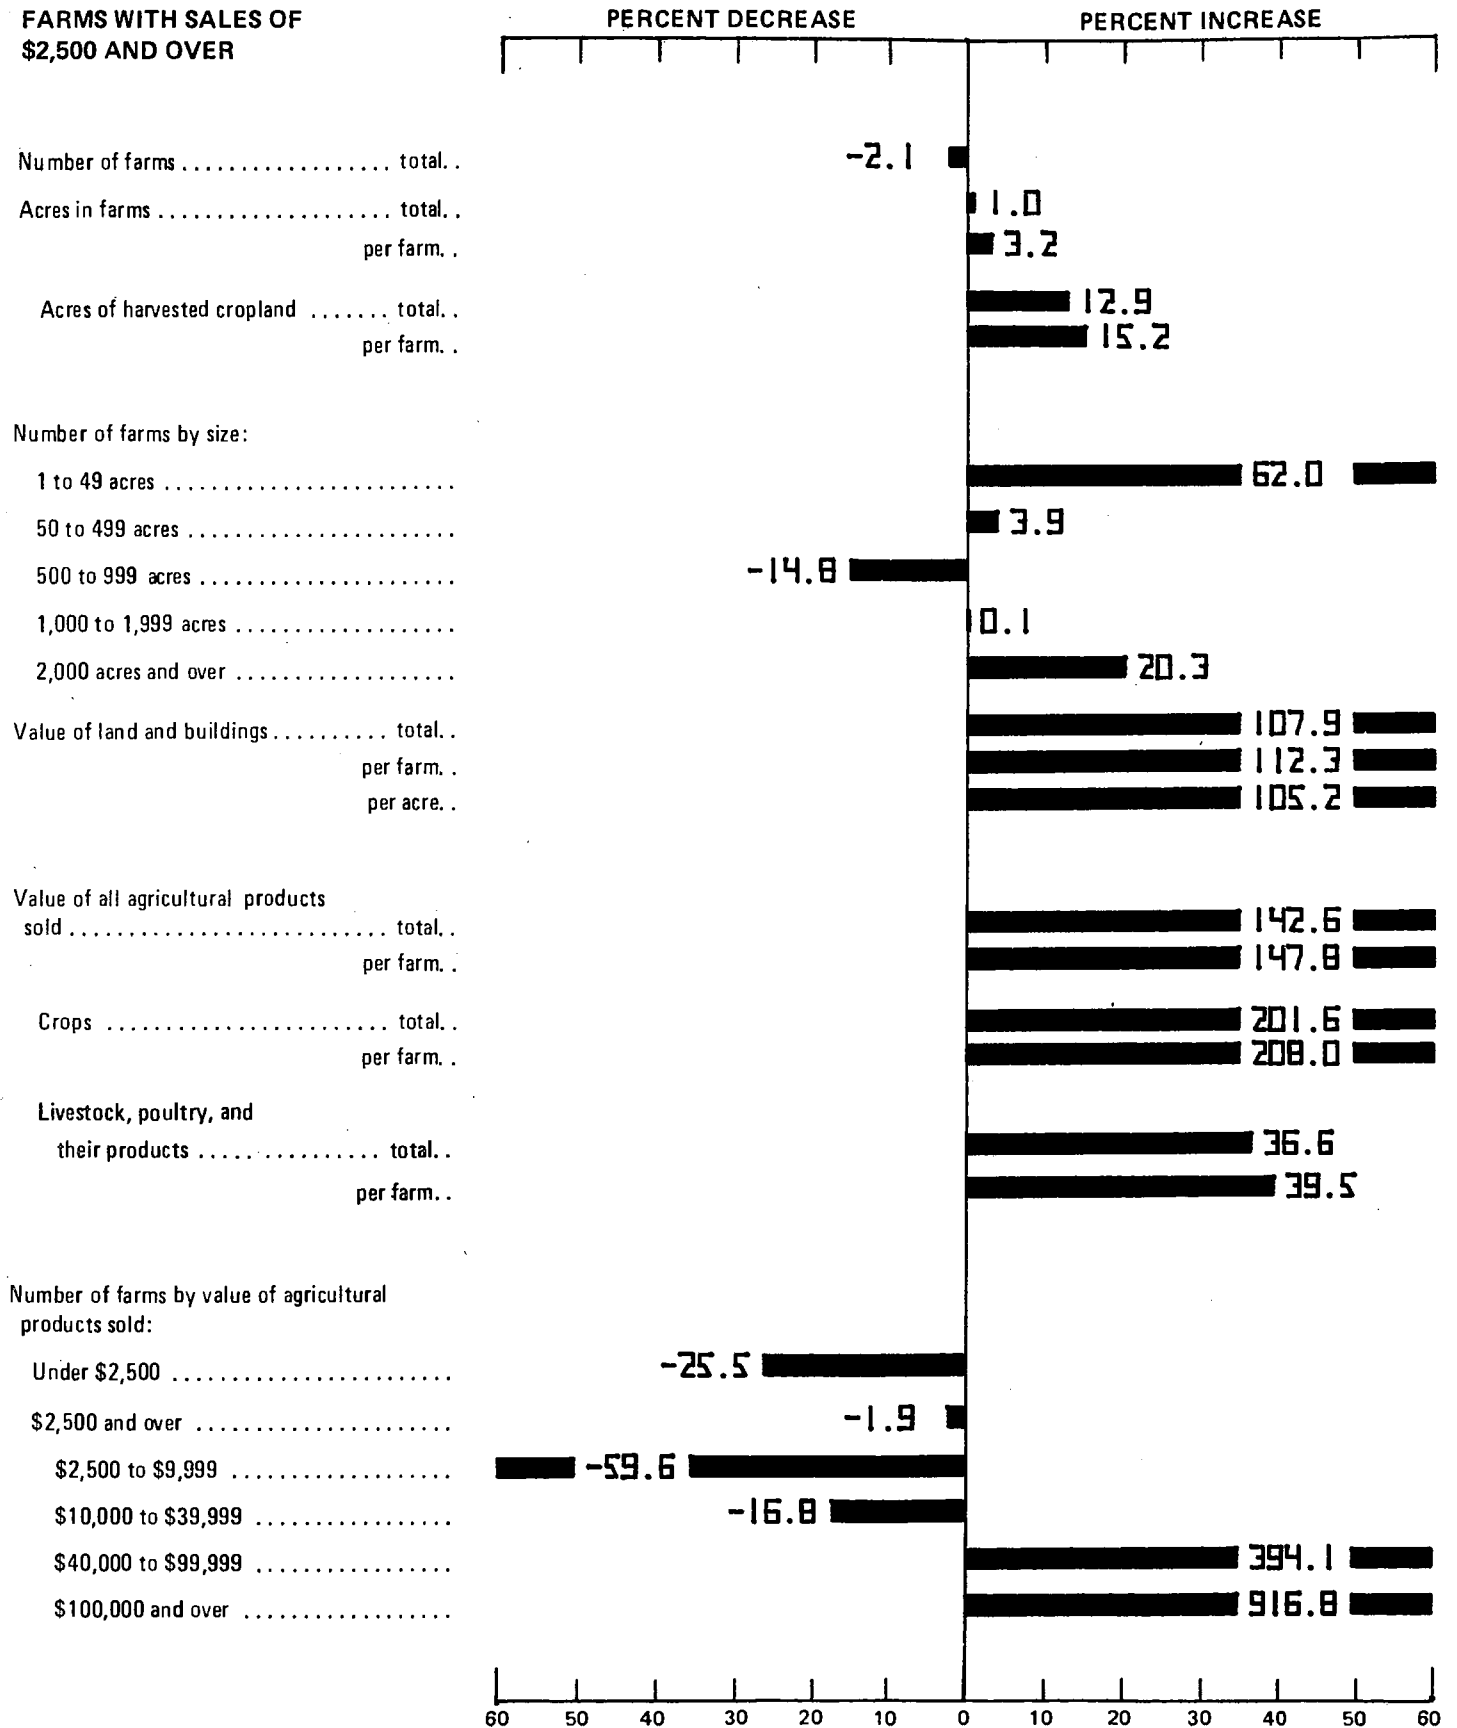 FARMS WITH SALES OF
$2,500 AND OVER
PERCENT DECREASE PERCENT INCREASE
Number of farms .................. total.. -2.1
Acres in farms .................... total.. 1.0
per farm.. 3.2
Acres of harvested cropland ....... total.. 12.9
per farm.. 15.2
Number of farms by size:
1 to 49 acres ......................... 62.0
50 to 499 acres ....................... 3.9
500 to 999 acres ...................... -14.8
1,000 to 1,999 acres ................... 0.1
2,000 acres and over ................... 20.3
Value of land and buildings .......... total.. 107.9
per farm.. 112.3
per acre.. 105.2
Value of all agricultural products
sold ........................... total.. 142.6
per farm.. 147.8
Crops ........................ total.. 201.6
per farm.. 208.0
Livestock, poultry, and
their products ................ total.. 36.6
per farm.. 39.5
Number of farms by value of agricultural
products sold:
Under $2,500 ........................ -25.5
$2,500 and over ...................... -1.9
$2,500 to $9,999 ................... -59.6
$10,000 to $39,999 ................. -16.8
$40,000 to $99,999 ................. 394.1
$100,000 and over .................. 916.8
60 50 40 30 20 10 0 10 20 30 40 50 60